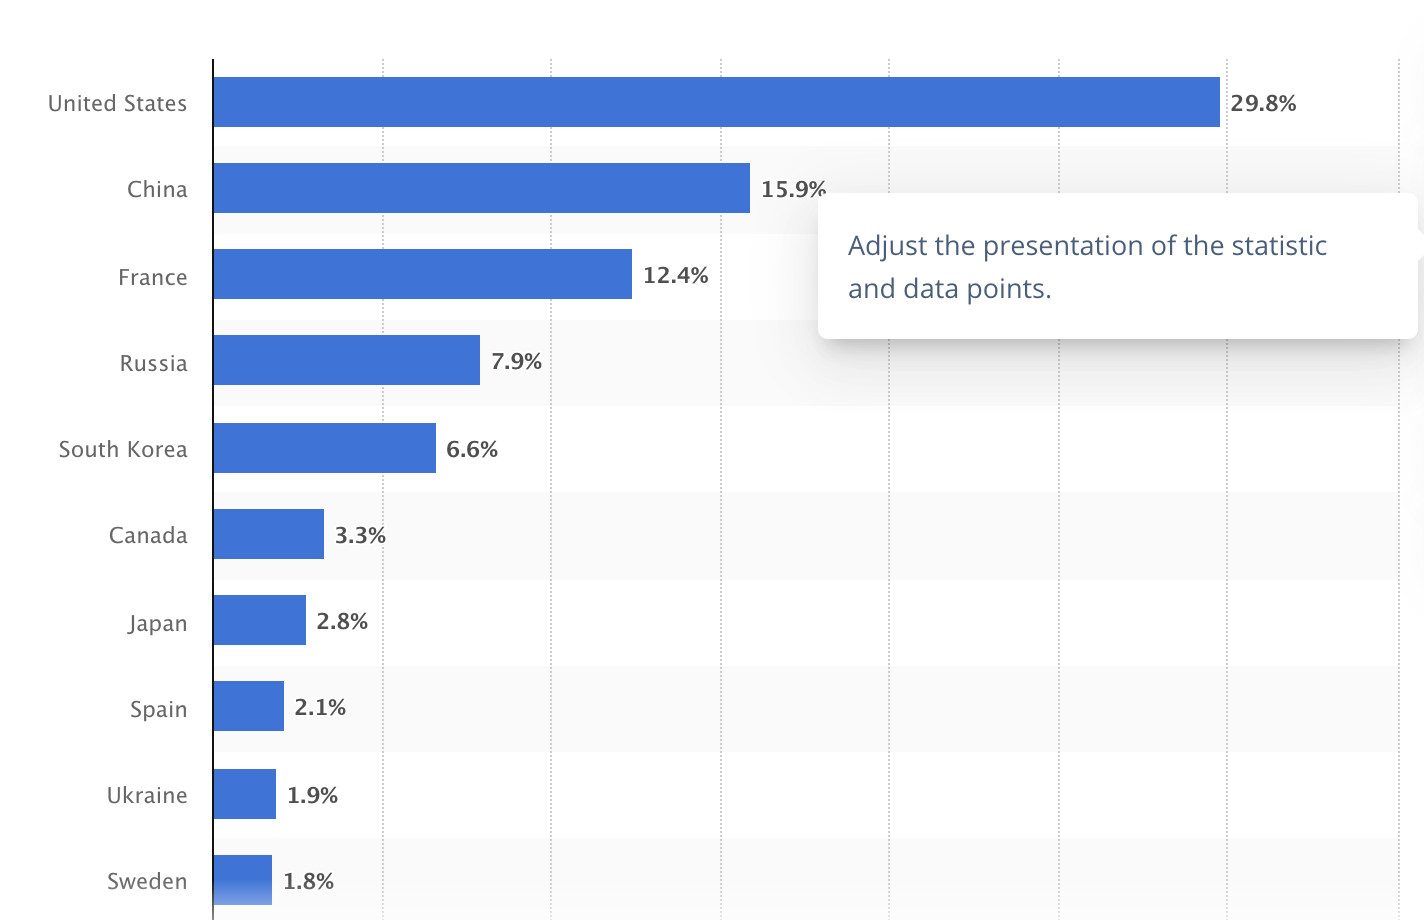 United States 29.8%
China 15.9%
Adjust the presentation of the statistic
and data points.
France 12.4%
Russia 7.9%
South Korea 6.6%
Canada 3.3%
Japan 2.8%
Spain 2.1%
Ukraine 1.9%
Sweden 1.8%